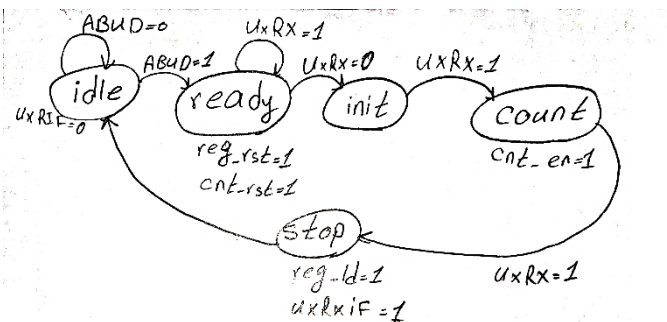 ABUD=0
UxRx=1
ABUD=1
UxRx=0
UxRx=1
idle
ready
init
count
UxRIF=0
reg_rst=1
cnt_rst=1
cnt_en=1
stop
reg_ld=1
UxRxiF=1
UxRx=1